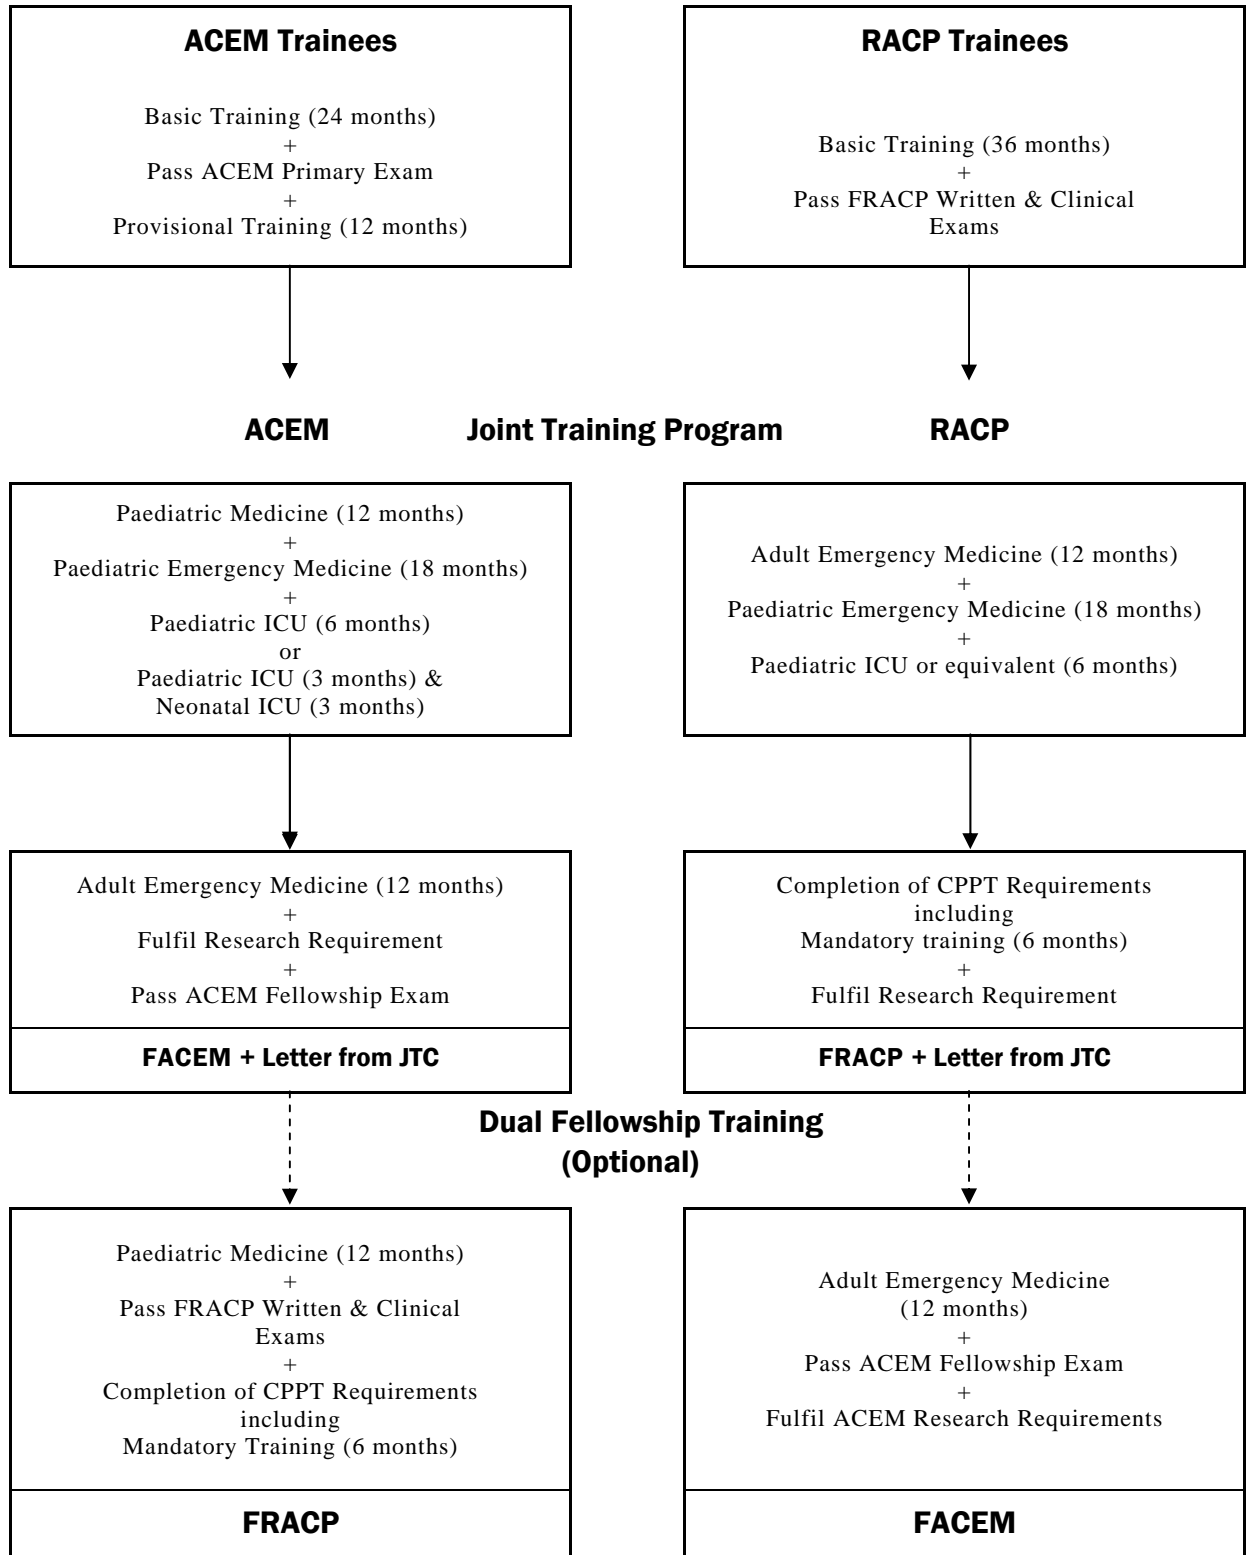 ACEM Trainees
Basic Training (24 months)
+
Pass ACEM Primary Exam
+
Provisional Training (12 months)
RACP Trainees
Basic Training (36 months)
+
Pass FRACP Written & Clinical
Exams
ACEM
Joint Training Program
RACP
Paediatric Medicine (12 months)
+
Paediatric Emergency Medicine (18 months)
+
Paediatric ICU (6 months)
or
Paediatric ICU (3 months) &
Neonatal ICU (3 months)
Adult Emergency Medicine (12 months)
+
Paediatric Emergency Medicine (18 months)
+
Paediatric ICU or equivalent (6 months)
Adult Emergency Medicine (12 months)
+
Fulfil Research Requirement
+
Pass ACEM Fellowship Exam
FACEM + Letter from JTC
Completion of CPPT Requirements
including
Mandatory training (6 months)
+
Fulfil Research Requirement
FRACP + Letter from JTC
Dual Fellowship Training
(Optional)
Paediatric Medicine (12 months)
+
Pass FRACP Written & Clinical
Exams
+
Completion of CPPT Requirements
including
Mandatory Training (6 months)
FRACP
Adult Emergency Medicine
(12 months)
+
Pass ACEM Fellowship Exam
+
Fulfil ACEM Research Requirements
FACEM